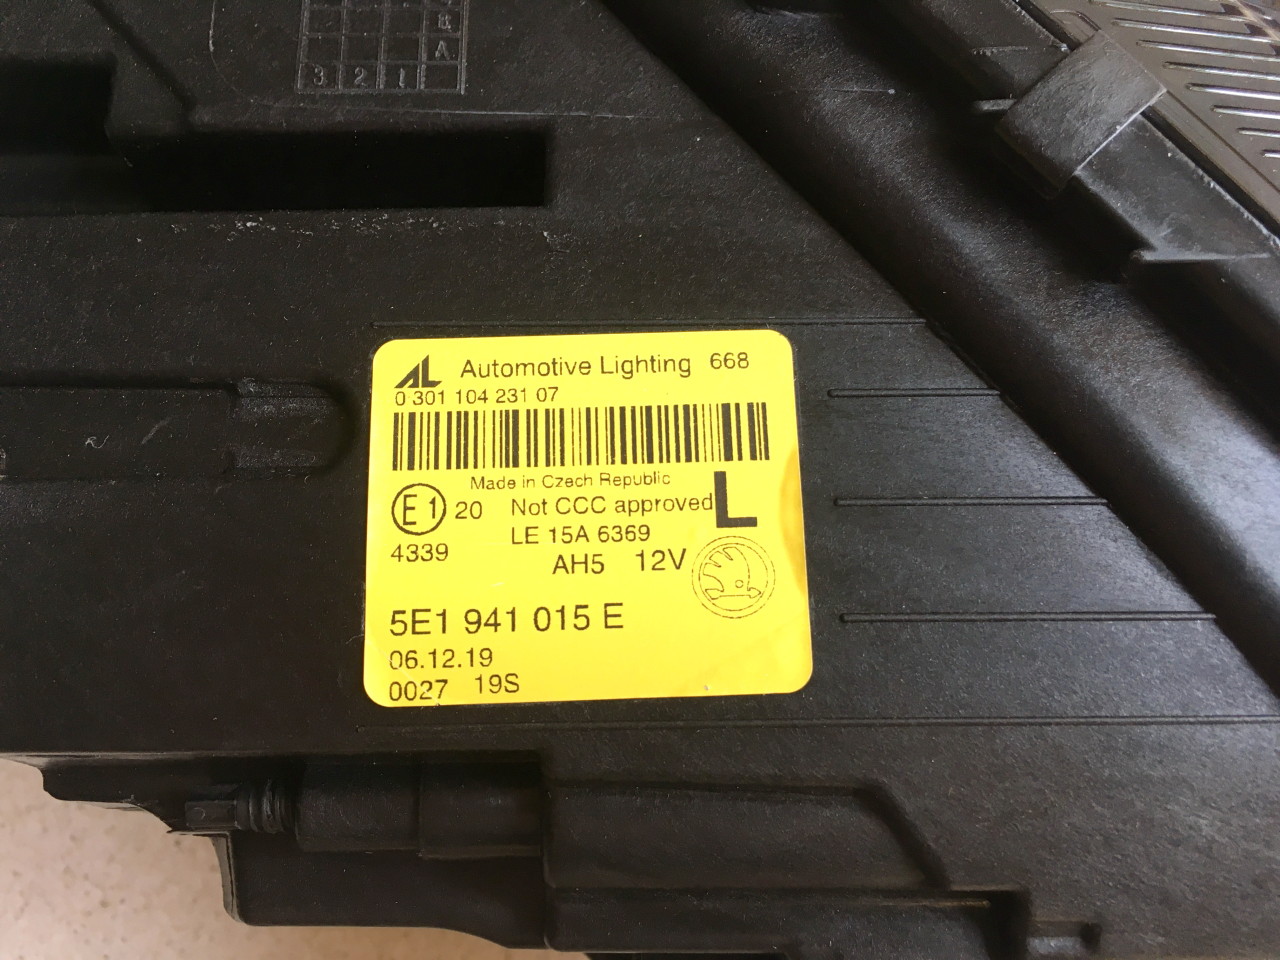 B
A
3 2 1
AL Automotive Lighting 668
0 301 104 231 07
Made in Czech Republic
E1 20 Not CCC approved L
LE 15A 6369
4339
AH5 12V
5E1 941 015 E
06.12.19
0027 19S